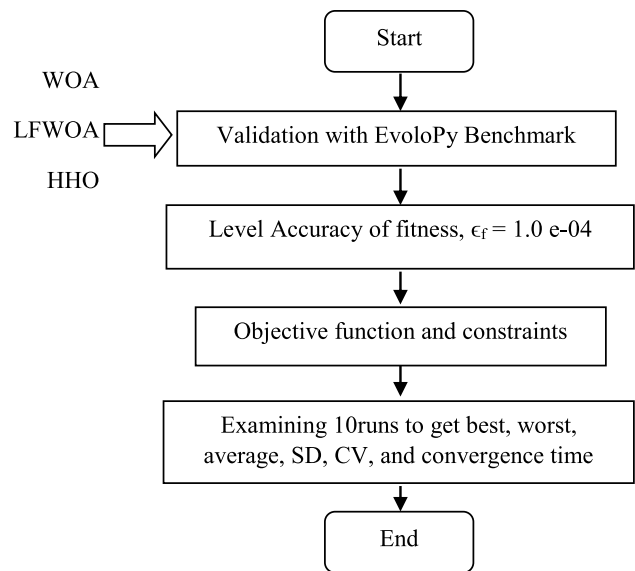 Start
WOA
LFWOA
HHO
Validation with EvoloPy Benchmark
Level Accuracy of fitness, ϵf = 1.0 e-04
Objective function and constraints
Examining 10runs to get best, worst,
average, SD, CV, and convergence time
End